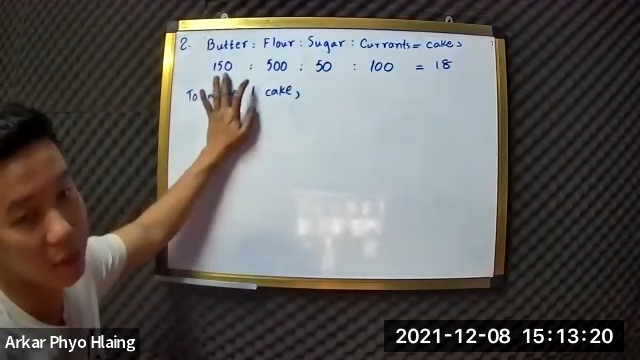 2. Butter : Flour : Sugar : Currants = cakes
150 : 500 : 50 : 100 = 18
To cake,
Arkar Phyo Hlaing
2021-12-08 15:13:20